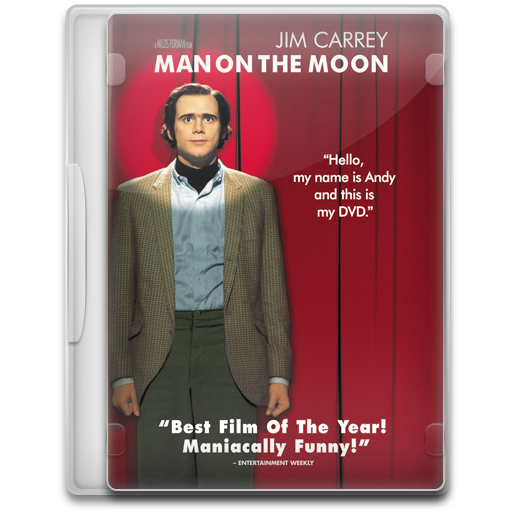 A MILOS FORMAN FILM
JIM CARREY
MAN ON THE MOON
“Hello,
my name is Andy
and this is
my DVD.”
“Best Film Of The Year!
Maniacally Funny!”
– ENTERTAINMENT WEEKLY